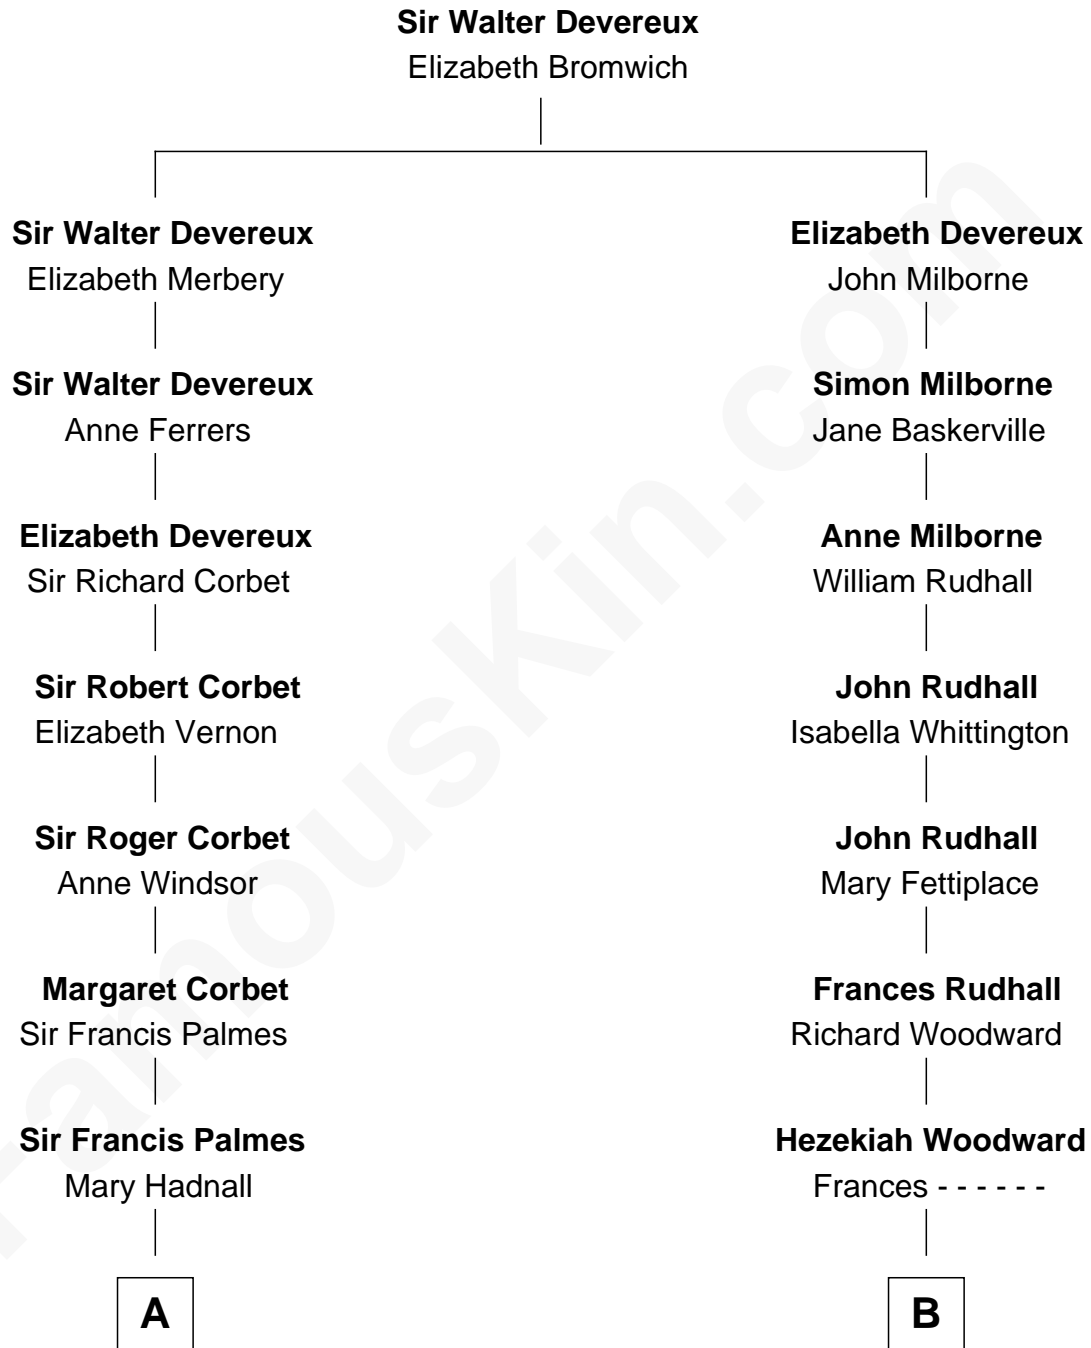 Sir Walter Devereux
Elizabeth Bromwich
Sir Walter Devereux
Elizabeth Merbery
Elizabeth Devereux
John Milborne
Sir Walter Devereux
Anne Ferrers
Simon Milborne
Jane Baskerville
Elizabeth Devereux
Sir Richard Corbet
Anne Milborne
William Rudhall
Sir Robert Corbet
Elizabeth Vernon
John Rudhall
Isabella Whittington
Sir Roger Corbet
Anne Windsor
John Rudhall
Mary Fettiplace
Margaret Corbet
Sir Francis Palmes
Frances Rudhall
Richard Woodward
Sir Francis Palmes
Mary Hadnall
Hezekiah Woodward
Frances - - - - - -
A
B
FamousKin.com